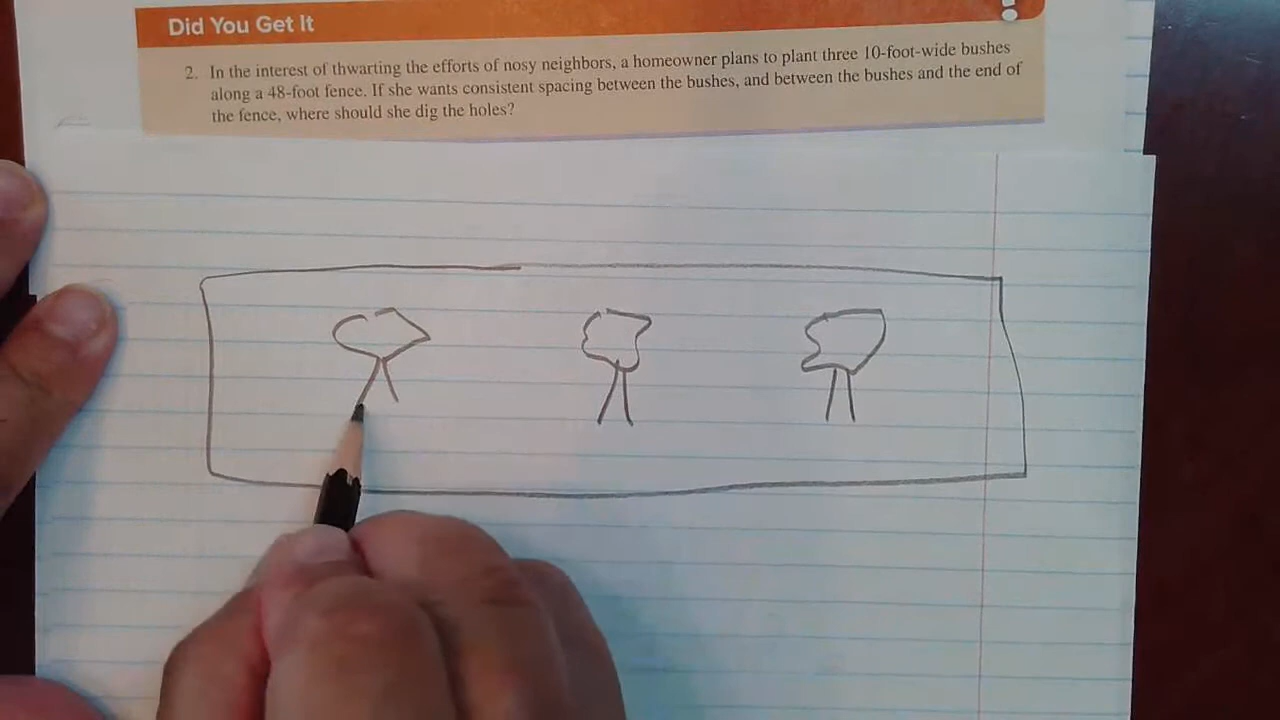 Did You Get It
2. In the interest of thwarting the efforts of nosy neighbors, a homeowner plans to plant three 10-foot-wide bushes
along a 48-foot fence. If she wants consistent spacing between the bushes, and between the bushes and the end of
the fence, where should she dig the holes?